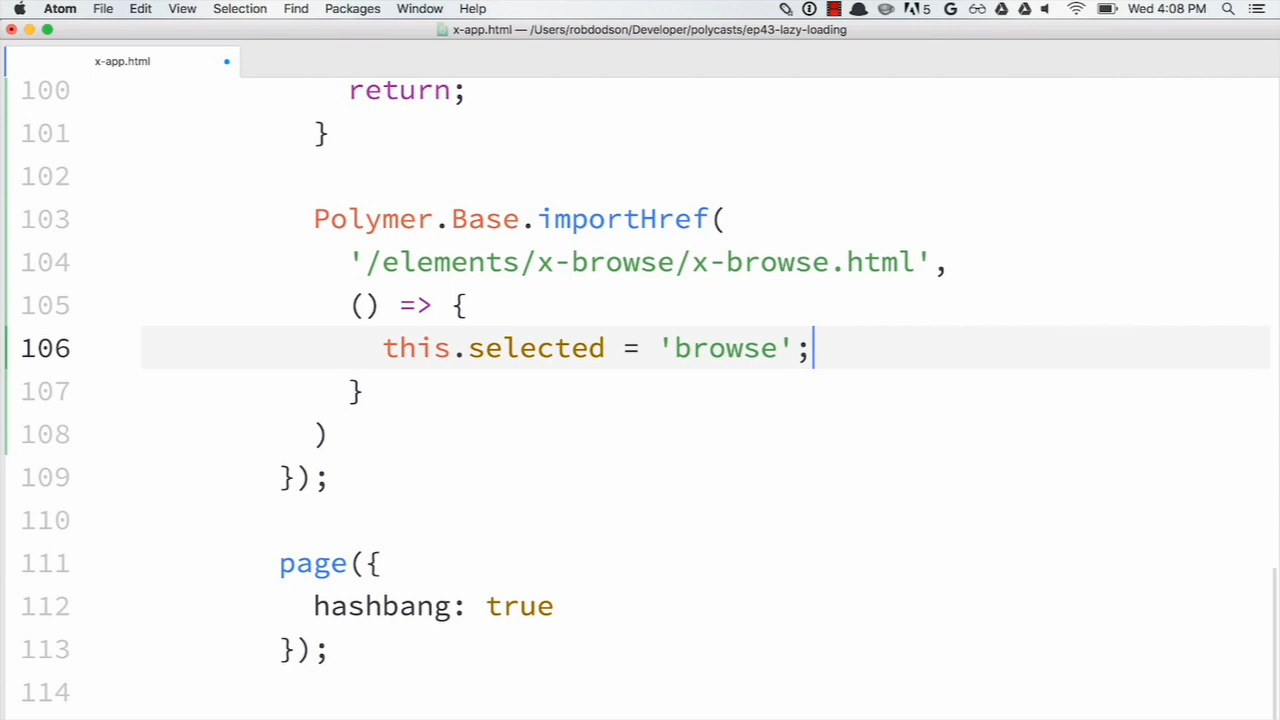 Atom File Edit View Selection Find Packages Window Help 5 Wed 4:08 PM
x-app.html — /Users/robdodson/Developer/polycasts/ep43-lazy-loading
x-app.html
100 return;
101 }
102
103 Polymer.Base.importHref(
104 '/elements/x-browse/x-browse.html',
105 () => {
106 this.selected = 'browse';
107 }
108 )
109 });
110
111 page({
112 hashbang: true
113 });
114